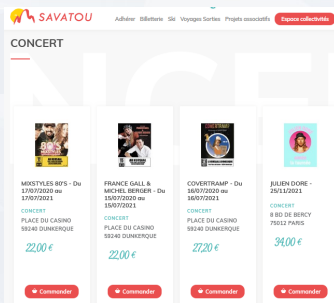 SAVATOU
Adhérer Billetterie Ski Voyages Sorties Projets associatifs Espace collectivités
CONCERT
MIXSTYLES 80'S - Du
17/07/2020 au
17/07/2021
CONCERT
PLACE DU CASINO
59240 DUNKERQUE
22,00 €
Commander
FRANCE GALL &
MICHEL BERGER - Du
15/07/2020 au
15/07/2021
CONCERT
PLACE DU CASINO
59240 DUNKERQUE
22,00 €
Commander
COVERTRAMP - Du
16/07/2020 au
16/07/2021
CONCERT
PLACE DU CASINO
59240 DUNKERQUE
27,20 €
Commander
JULIEN DORE -
25/11/2021
CONCERT
8 BD DE BERCY
75012 PARIS
34,00 €
Commander